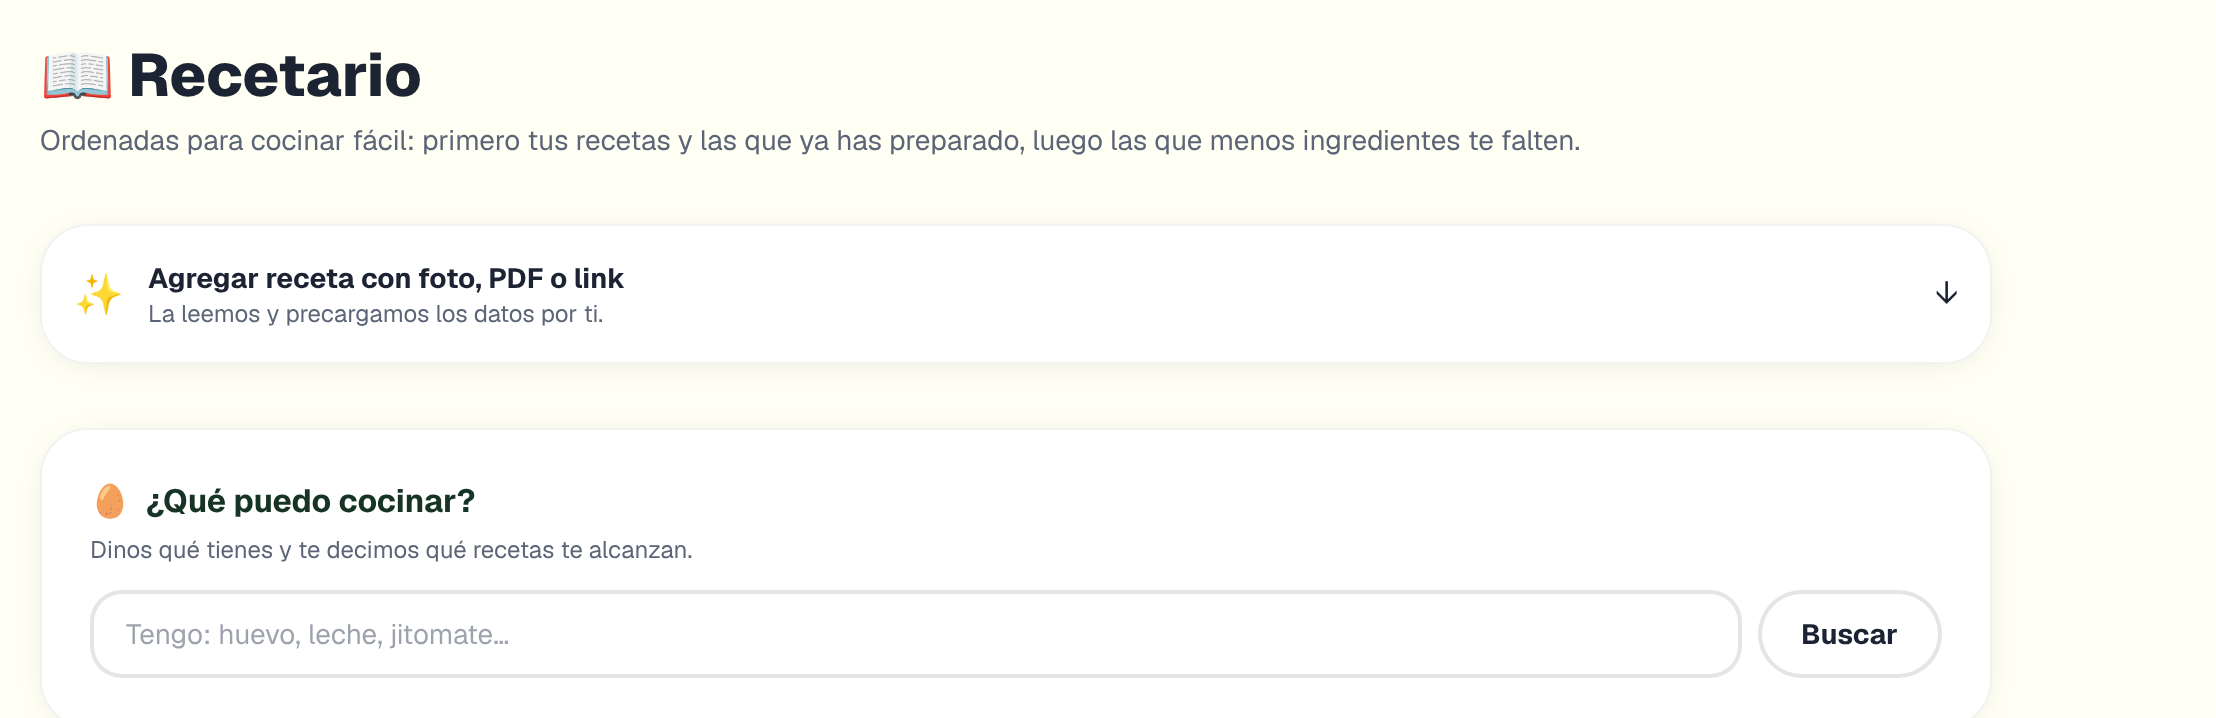 Recetario
Ordenadas para cocinar fácil: primero tus recetas y las que ya has preparado, luego las que menos ingredientes te falten.
Agregar receta con foto, PDF o link
La leemos y precargamos los datos por ti.
¿Qué puedo cocinar?
Dinos qué tienes y te decimos qué recetas te alcanzan.
Tengo: huevo, leche, jitomate…
Buscar